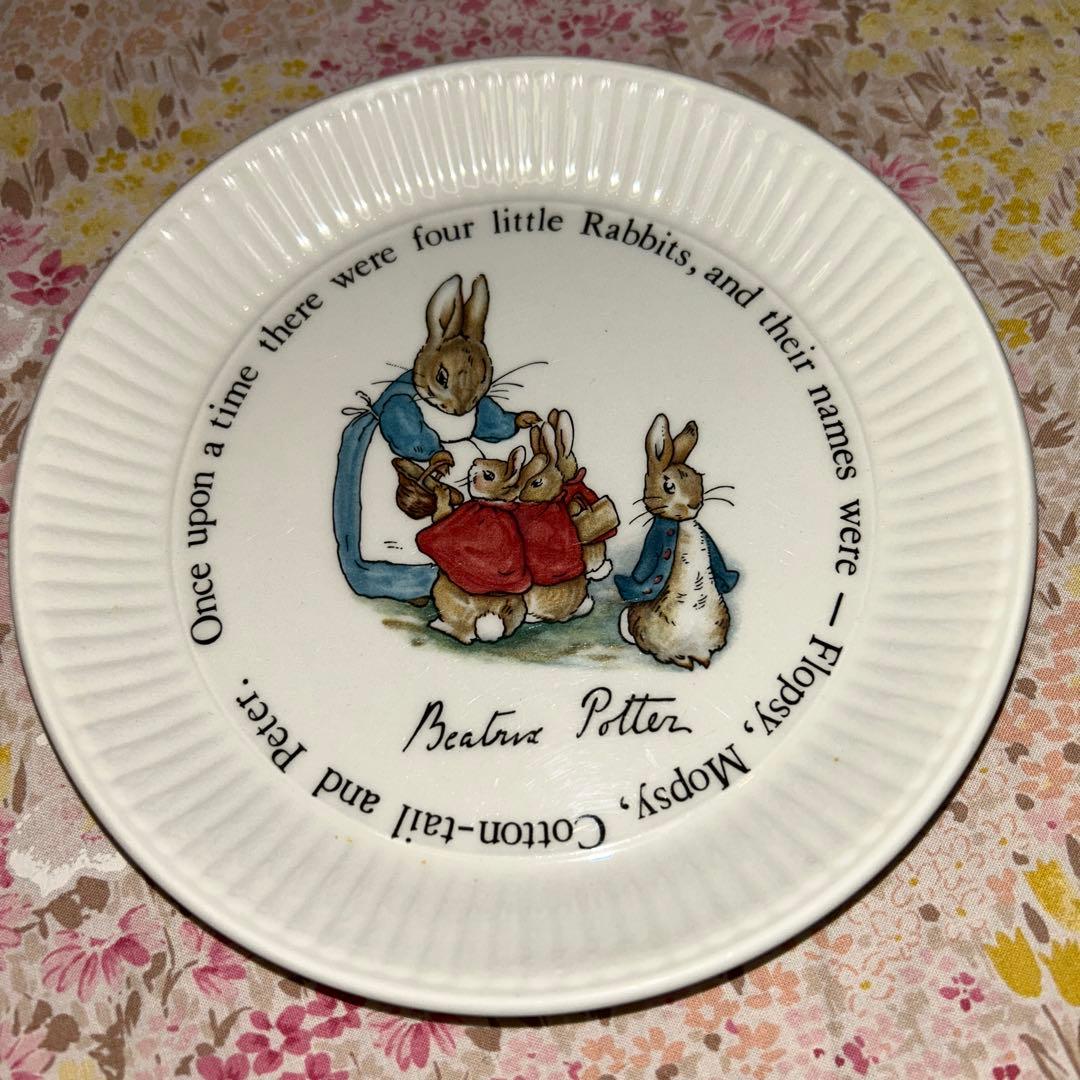 Once upon a time there were four little Rabbits, and their names were – Flopsy, Mopsy, Cotton-tail and Peter.
Beatrix Potter